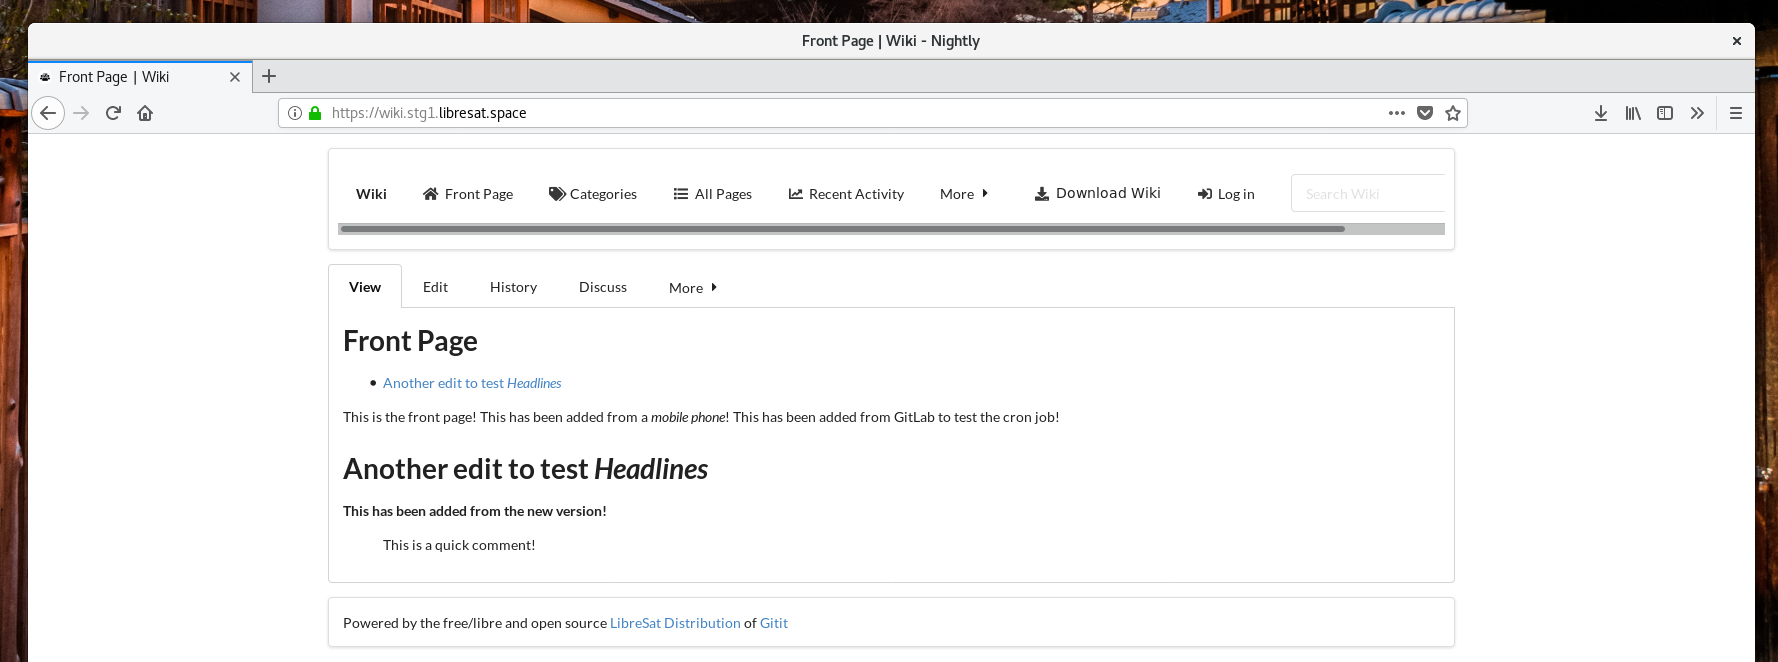 Front Page | Wiki - Nightly
Front Page | Wiki
https://wiki.stg1.libresat.space
Wiki Front Page Categories All Pages Recent Activity More Download Wiki Log in Search Wiki
View Edit History Discuss More
Front Page
• Another edit to test Headlines
This is the front page! This has been added from a mobile phone! This has been added from GitLab to test the cron job!
Another edit to test Headlines
This has been added from the new version!
This is a quick comment!
Powered by the free/libre and open source LibreSat Distribution of Gitit